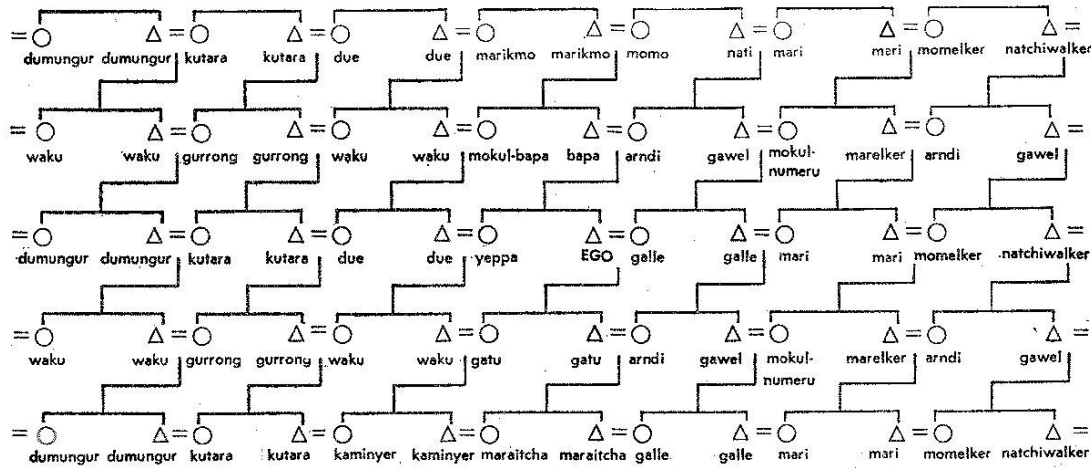 dumungur dumungur kutara kutara due due marikmo marikmo momo nati mari mari momelker natchiwalker
waku waku gurrong gurrong waku waku mokul-bapa bapa arndi gawel mokul-numeru marelker arndi gawel
dumungur dumungur kutara kutara due due yeppa EGO galle galle mari mari momelker natchiwalker
waku waku gurrong gurrong waku waku gatu gatu arndi gawel mokul-numeru marelker arndi gawel
dumungur dumungur kutara kutara kaminyer kaminyer maraitcha maraitcha galle galle mari mari momelker natchiwalker